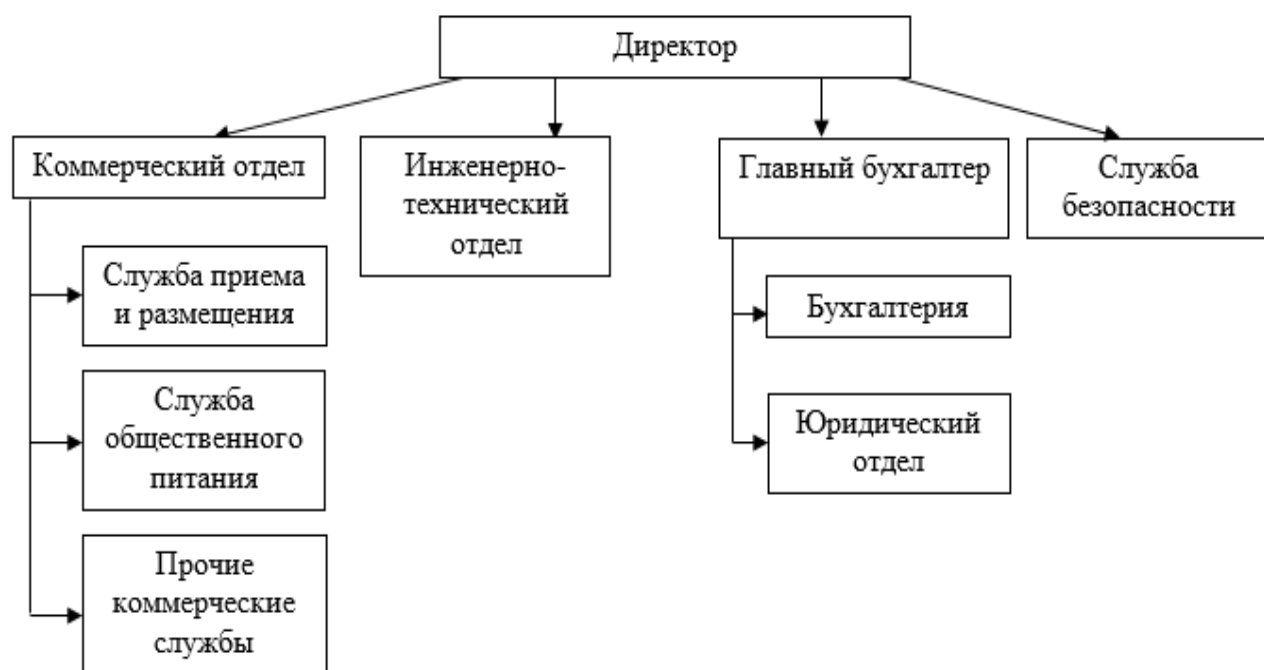 Директор
Коммерческий отдел
Инженерно-
технический
отдел
Главный бухгалтер
Служба
безопасности
Служба приема
и размещения
Служба
общественного
питания
Прочие
коммерческие
службы
Бухгалтерия
Юридический
отдел